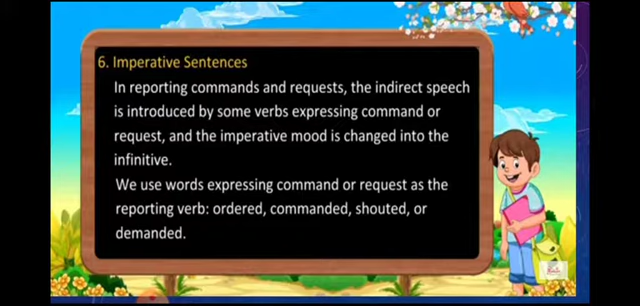 6. Imperative Sentences
In reporting commands and requests, the indirect speech
is introduced by some verbs expressing command or
request, and the imperative mood is changed into the
infinitive.
We use words expressing command or request as the
reporting verb: ordered, commanded, shouted, or
demanded.